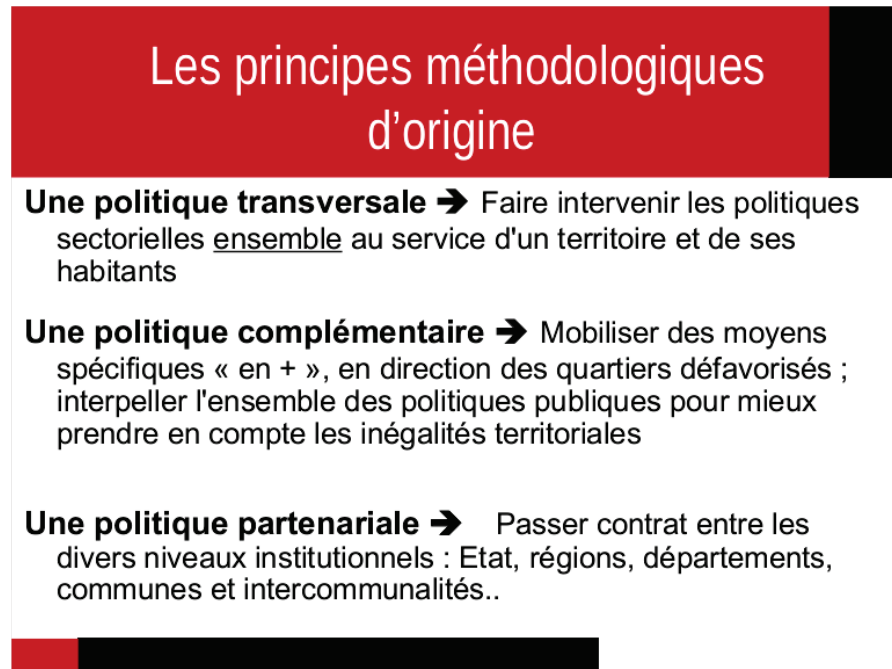 Les principes méthodologiques
d’origine
Une politique transversale ➔ Faire intervenir les politiques
sectorielles ensemble au service d'un territoire et de ses
habitants
Une politique complémentaire ➔ Mobiliser des moyens
spécifiques « en + », en direction des quartiers défavorisés ;
interpeller l'ensemble des politiques publiques pour mieux
prendre en compte les inégalités territoriales
Une politique partenariale ➔ Passer contrat entre les
divers niveaux institutionnels : Etat, régions, départements,
communes et intercommunalités..